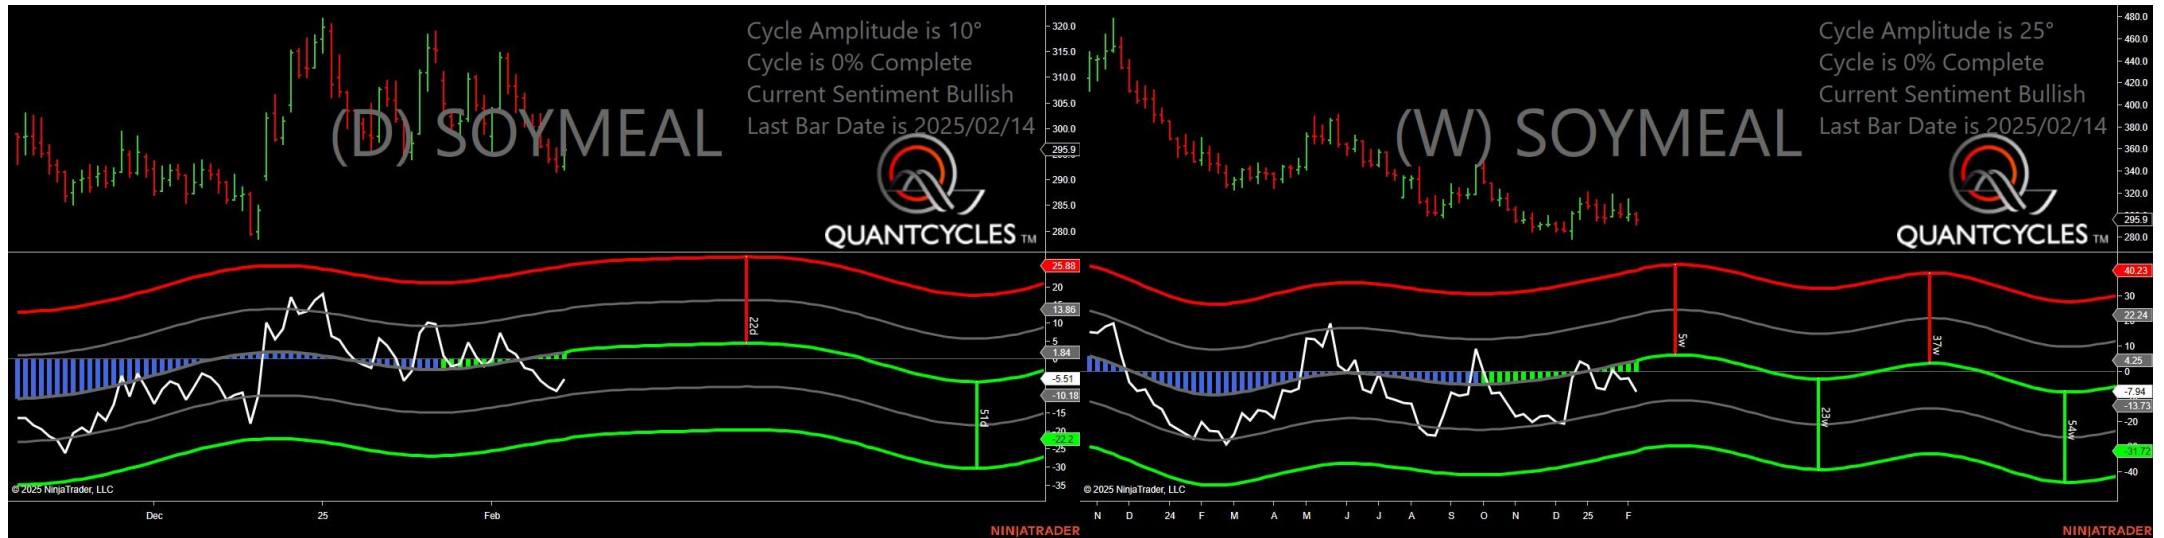 Cycle Amplitude is 10°
Cycle is 0% Complete
Current Sentiment Bullish
Last Bar Date is 2025/02/14
(D) SOYMEAL
QUANTCYCLES TM
320.0
315.0
310.0
305.0
300.0
295.9
290.0
285.0
280.0
25.88
20
13.86
10
5
1.84
0
-5.51
-10.18
-15
-20
-22.2
-25
-30
-35
22d
51d
© 2025 NinjaTrader, LLC
Dec
25
Feb
NINJATRADER
Cycle Amplitude is 25°
Cycle is 0% Complete
Current Sentiment Bullish
Last Bar Date is 2025/02/14
(W) SOYMEAL
QUANTCYCLES TM
480.0
460.0
440.0
420.0
400.0
380.0
360.0
340.0
320.0
295.9
280.0
40.23
30
22.24
10
4.25
0
-7.94
-13.73
-20
-31.72
-40
5w
37w
23w
54w
© 2025 NinjaTrader, LLC
N D 24 F M A M J J A S O N D 25 F
NINJATRADER